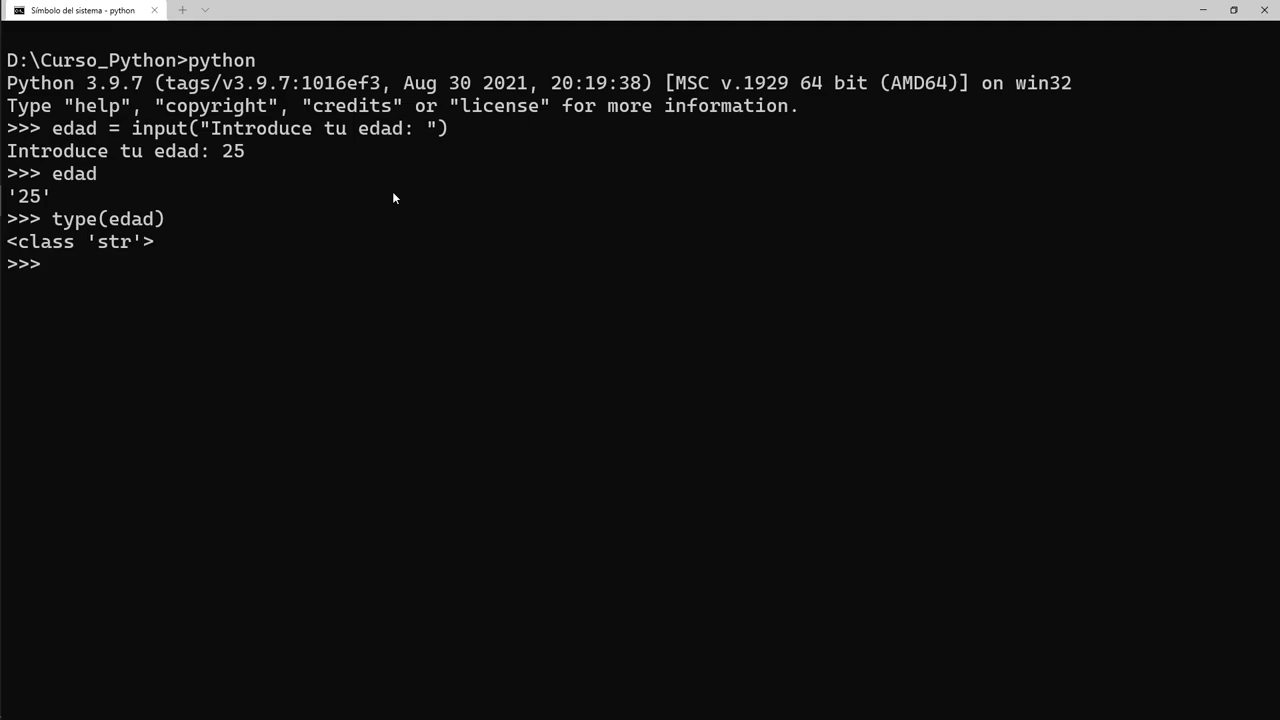 Símbolo del sistema - python
D:\Curso_Python>python
Python 3.9.7 (tags/v3.9.7:1016ef3, Aug 30 2021, 20:19:38) [MSC v.1929 64 bit (AMD64)] on win32
Type "help", "copyright", "credits" or "license" for more information.
>>> edad = input("Introduce tu edad: ")
Introduce tu edad: 25
>>> edad
'25'
>>> type(edad)
<class 'str'>
>>>